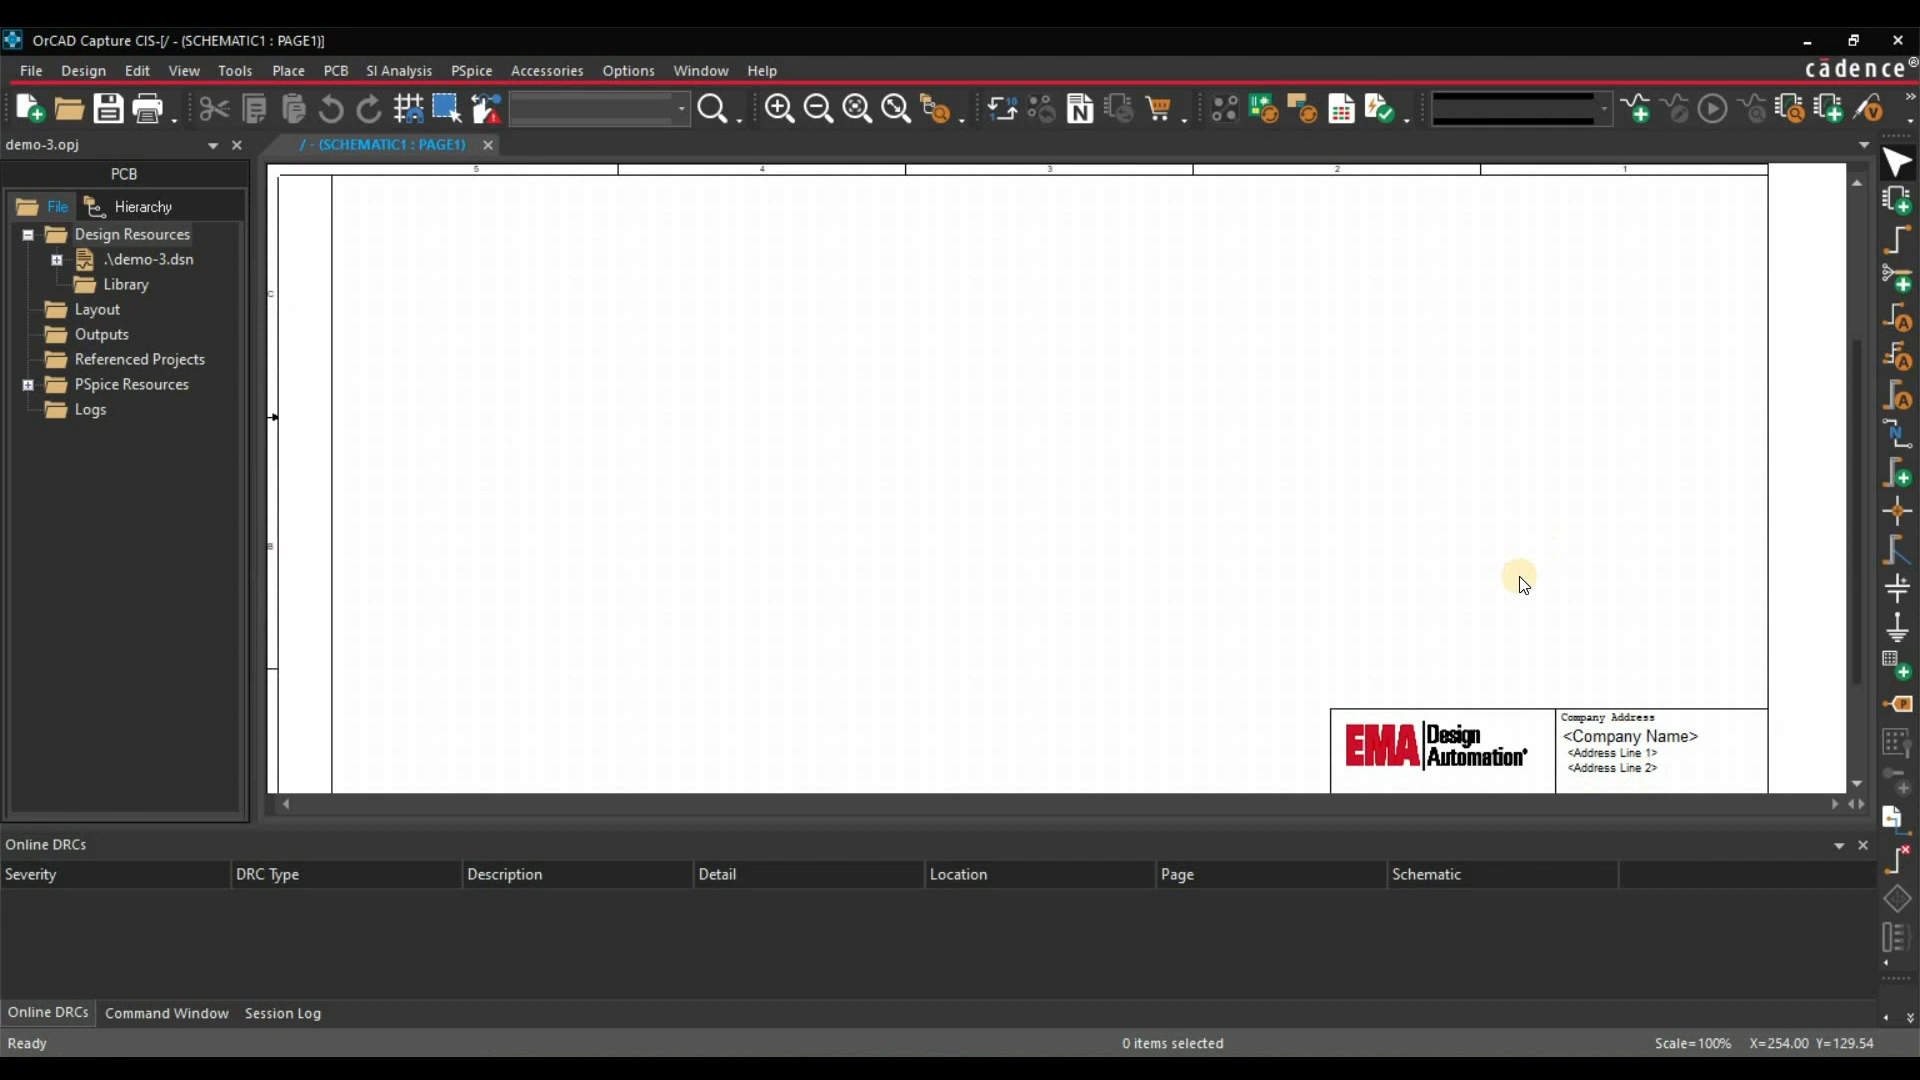 OrCAD Capture CIS-[/ - (SCHEMATIC1 : PAGE1)]
File Design Edit View Tools Place PCB SI Analysis PSpice Accessories Options Window Help
cādence®
demo-3.opj
/ - (SCHEMATIC1 : PAGE1)
PCB
5 4 3 2 1
File Hierarchy
Design Resources
.\demo-3.dsn
Library
C
Layout
Outputs
Referenced Projects
PSpice Resources
Logs
B
EMA Design Automation®
Company Address
<Company Name>
<Address Line 1>
<Address Line 2>
Online DRCs
Severity DRC Type Description Detail Location Page Schematic
Online DRCs Command Window Session Log
Ready 0 items selected Scale=100% X=254.00 Y=129.54